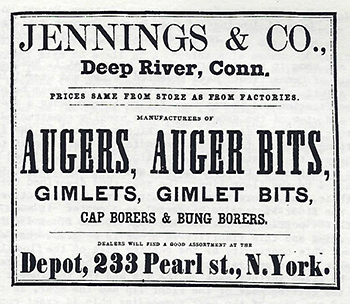 JENNINGS & CO.,
Deep River, Conn.
PRICES SAME FROM STORE AS FROM FACTORIES.
MANUFACTURERS OF
AUGERS, AUGER BITS,
GIMLETS, GIMLET BITS,
CAP BORERS & BUNG BORERS.
DEALERS WILL FIND A GOOD ASSORTMENT AT THE
Depot, 233 Pearl st., N.York.